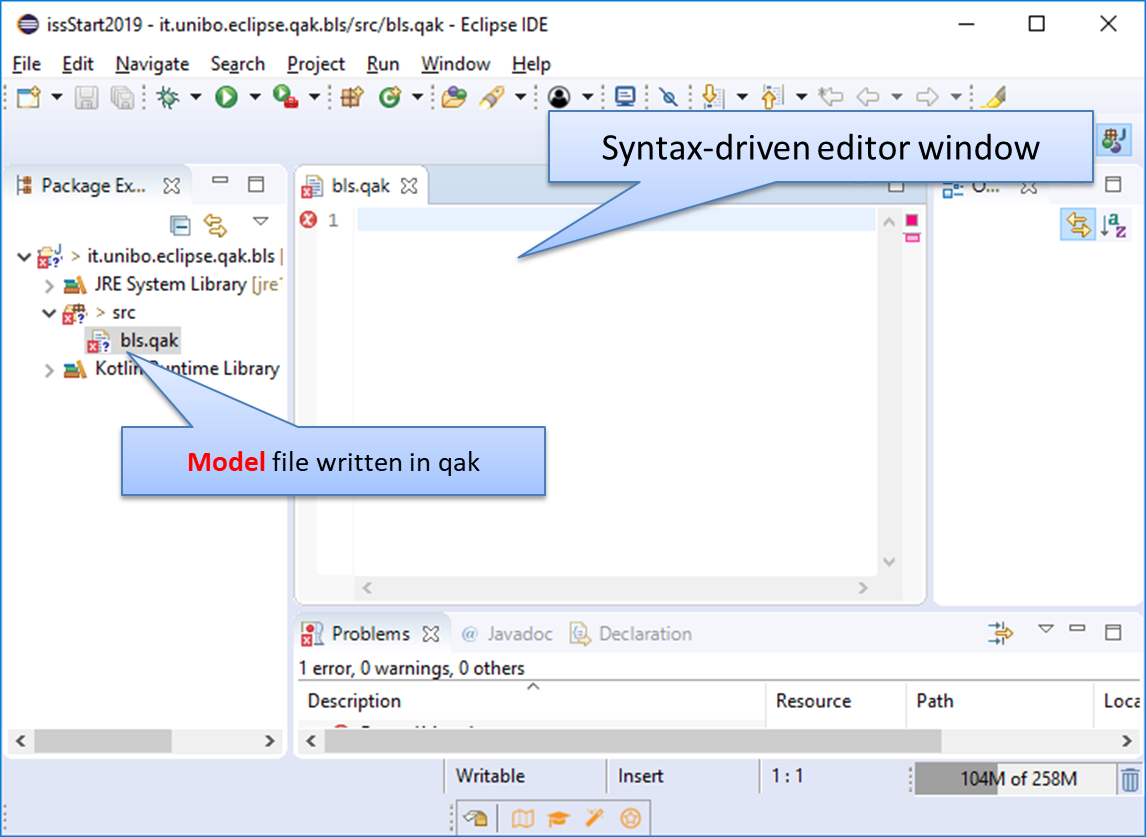 issStart2019 - it.unibo.eclipse.qak.bls/src/bls.qak - Eclipse IDE
File Edit Navigate Search Project Run Window Help
Syntax-driven editor window
Package Ex...
bls.qak
O...
1
> it.unibo.eclipse.qak.bls
JRE System Library [jre
> src
bls.qak
Kotlin Runtime Library
Model file written in qak
Problems @ Javadoc Declaration
1 error, 0 warnings, 0 others
Description Resource Path Loca
Writable Insert 1 : 1 104M of 258M